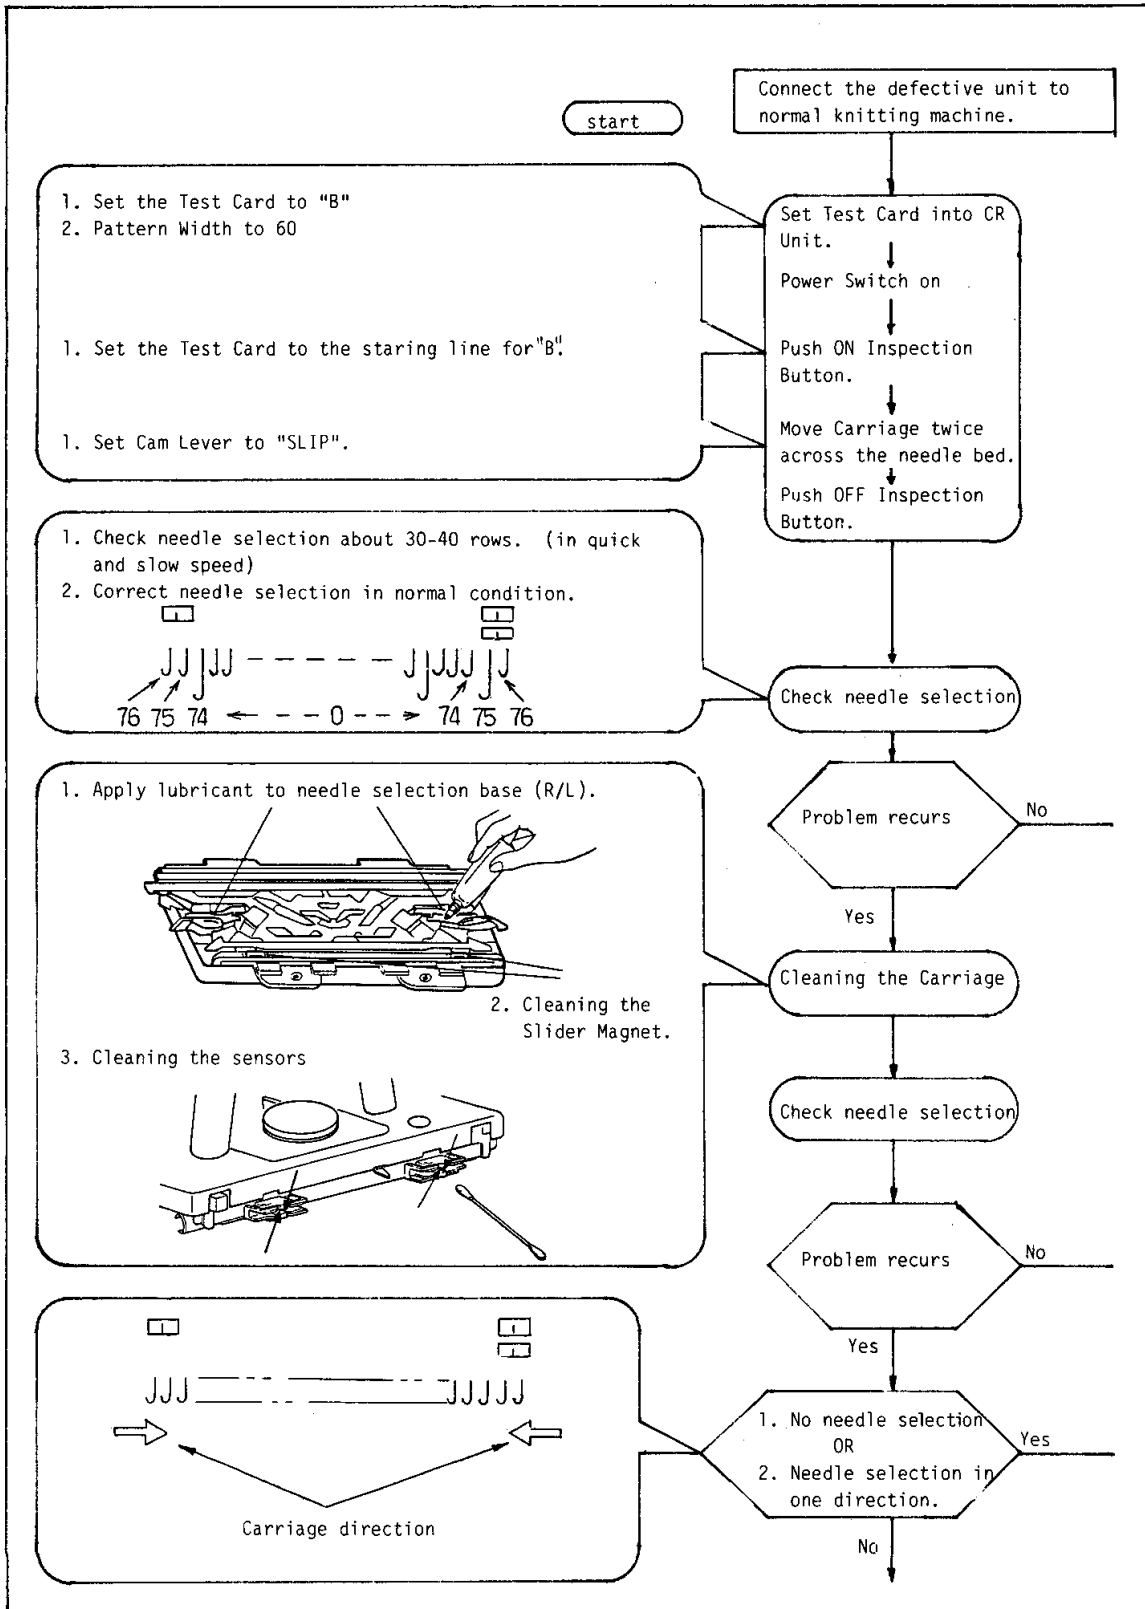 start
Connect the defective unit to
normal knitting machine.
1. Set the Test Card to "B"
2. Pattern Width to 60
1. Set the Test Card to the staring line for "B".
1. Set Cam Lever to "SLIP".
Set Test Card into CR
Unit.
Power Switch on
Push ON Inspection
Button.
Move Carriage twice
across the needle bed.
Push OFF Inspection
Button.
1. Check needle selection about 30-40 rows. (in quick
and slow speed)
2. Correct needle selection in normal condition.
76 75 74 0 74 75 76
Check needle selection
Problem recurs
No
Yes
1. Apply lubricant to needle selection base (R/L).
2. Cleaning the
Slider Magnet.
3. Cleaning the sensors
Cleaning the Carriage
Check needle selection
Problem recurs
No
Yes
Carriage direction
1. No needle selection
OR
2. Needle selection in
one direction.
Yes
No